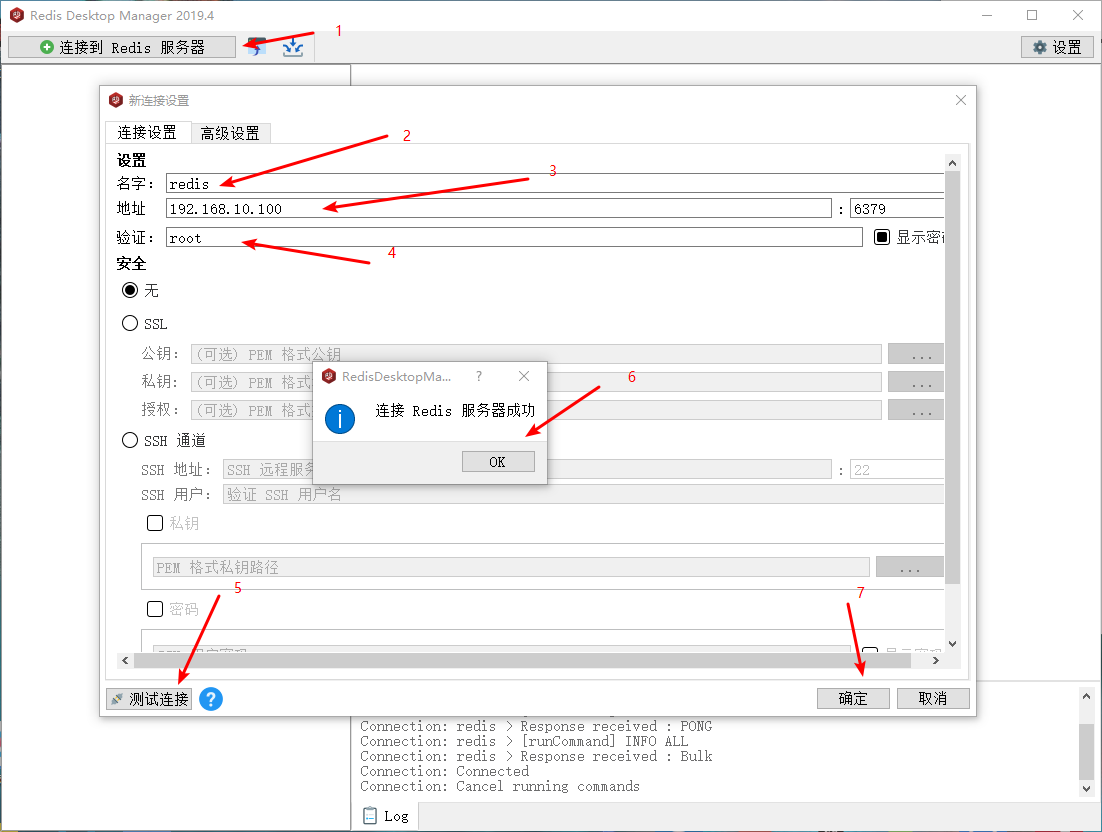 Redis Desktop Manager 2019.4
1
连接到 Redis 服务器
设置
新连接设置
连接设置 高级设置
2
设置
3
名字: redis
地址 192.168.10.100 : 6379
验证: root 显示密
4
安全
无
SSL
公钥: (可选) PEM 格式公钥 ...
私钥: (可选) PEM 格式 ...
授权: (可选) PEM 格式 ...
RedisDesktopMa... ?
6
连接 Redis 服务器成功
OK
SSH 通道
SSH 地址: SSH 远程服务 : 22
SSH 用户: 验证 SSH 用户名
私钥
PEM 格式私钥路径 ...
5
7
密码
测试连接 ?
确定 取消
Connection: redis > Response received : PONG
Connection: redis > [runCommand] INFO ALL
Connection: redis > Response received : Bulk
Connection: Connected
Connection: Cancel running commands
Log